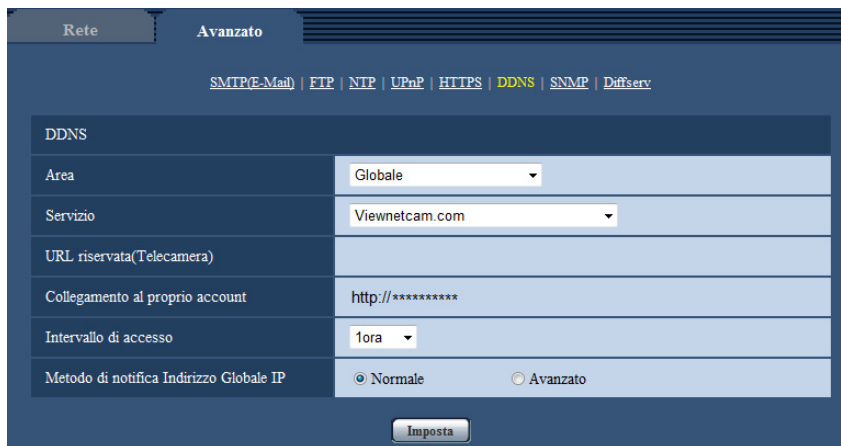 Rete Avanzato
SMTP(E-Mail) | FTP | NTP | UPnP | HTTPS | DDNS | SNMP | Diffserv
DDNS
Area Globale
Servizio Viewnetcam.com
URL riservata(Telecamera)
Collegamento al proprio account http://**********
Intervallo di accesso 1ora
Metodo di notifica Indirizzo Globale IP Normale Avanzato
Imposta